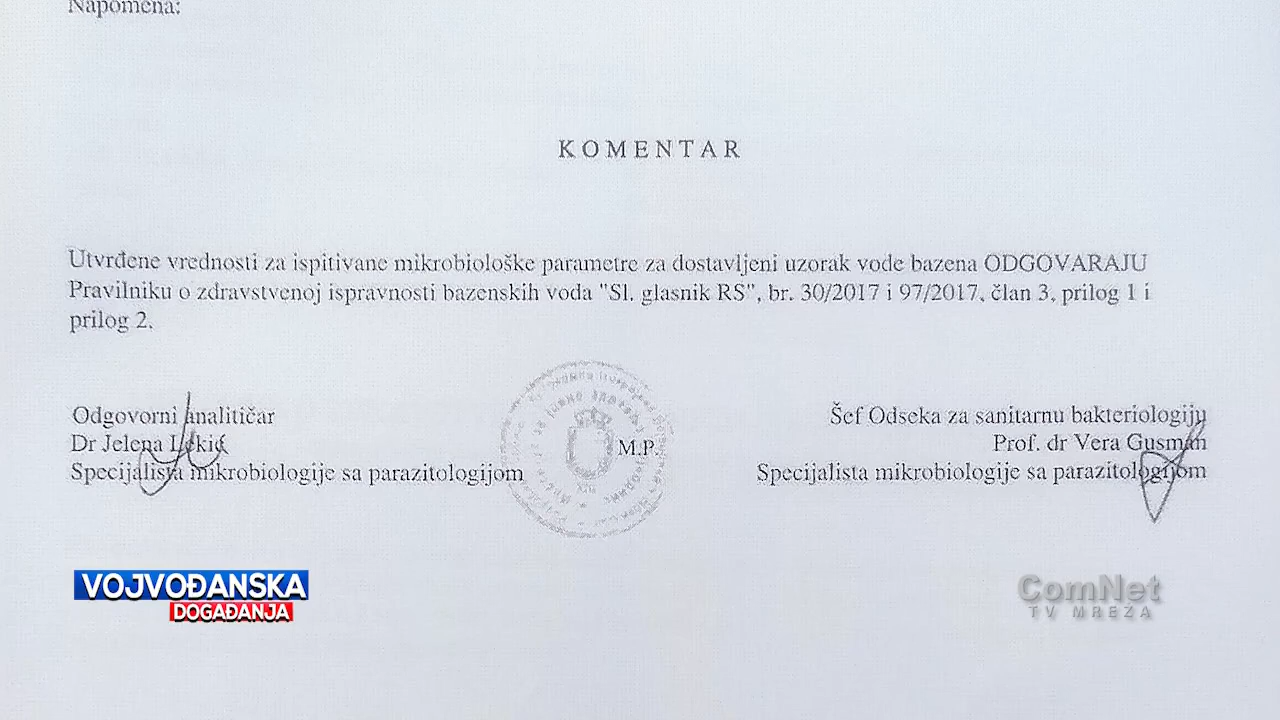 Napomena:
KOMENTAR
Utvrđene vrednosti za ispitivane mikrobiološke parametre za dostavljeni uzorak vode bazena ODGOVARAJU
Pravilniku o zdravstvenoj ispravnosti bazenskih voda "Sl. glasnik RS", br. 30/2017 i 97/2017, član 3, prilog 1 i
prilog 2.
Odgovorni analitičar
Dr Jelena Lekić
Specijalista mikrobiologije sa parazitologijom
M.P.
Šef Odseka za sanitarnu bakteriologiju
Prof. dr Vera Gusman
Specijalista mikrobiologije sa parazitologijom
VOJVOĐANSKA
DOGAĐANJA
ComNet
TV MREŽA